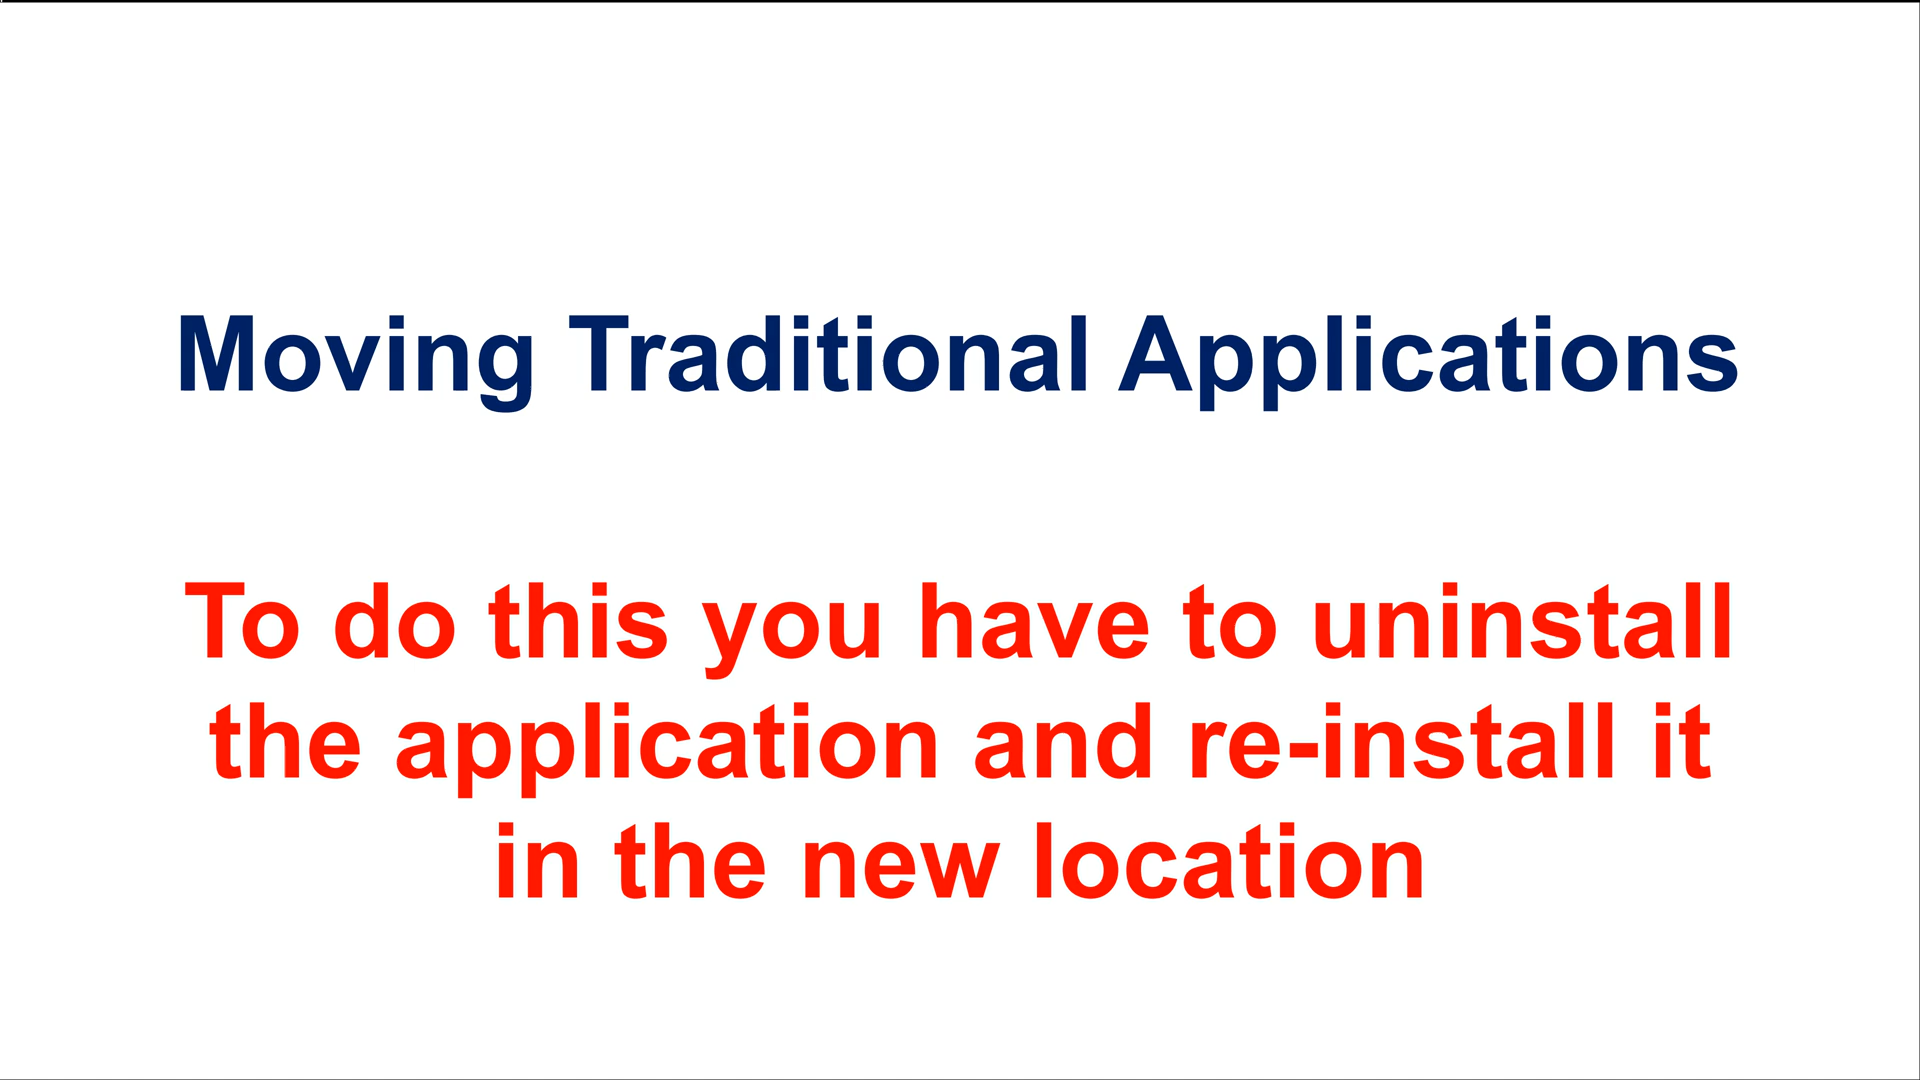 Moving Traditional Applications
To do this you have to uninstall
the application and re-install it
in the new location